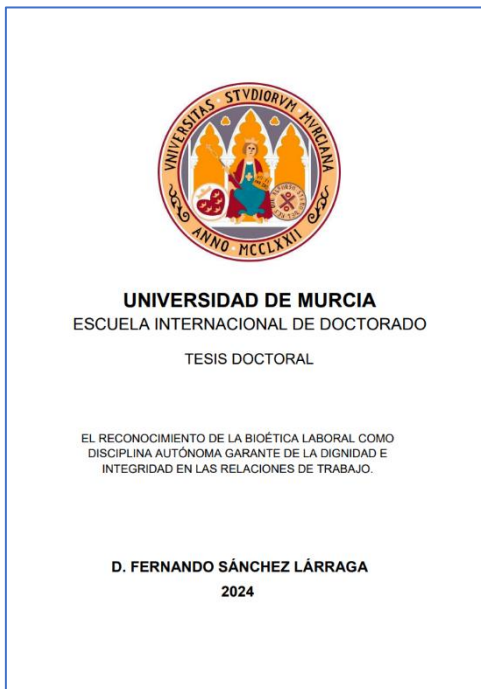 VNIVERSITAS STVDIORVM MVRCIANA
ANNO MCCLXXII
UNIVERSIDAD DE MURCIA
ESCUELA INTERNACIONAL DE DOCTORADO
TESIS DOCTORAL
EL RECONOCIMIENTO DE LA BIOÉTICA LABORAL COMO
DISCIPLINA AUTÓNOMA GARANTE DE LA DIGNIDAD E
INTEGRIDAD EN LAS RELACIONES DE TRABAJO.
D. FERNANDO SÁNCHEZ LÁRRAGA
2024